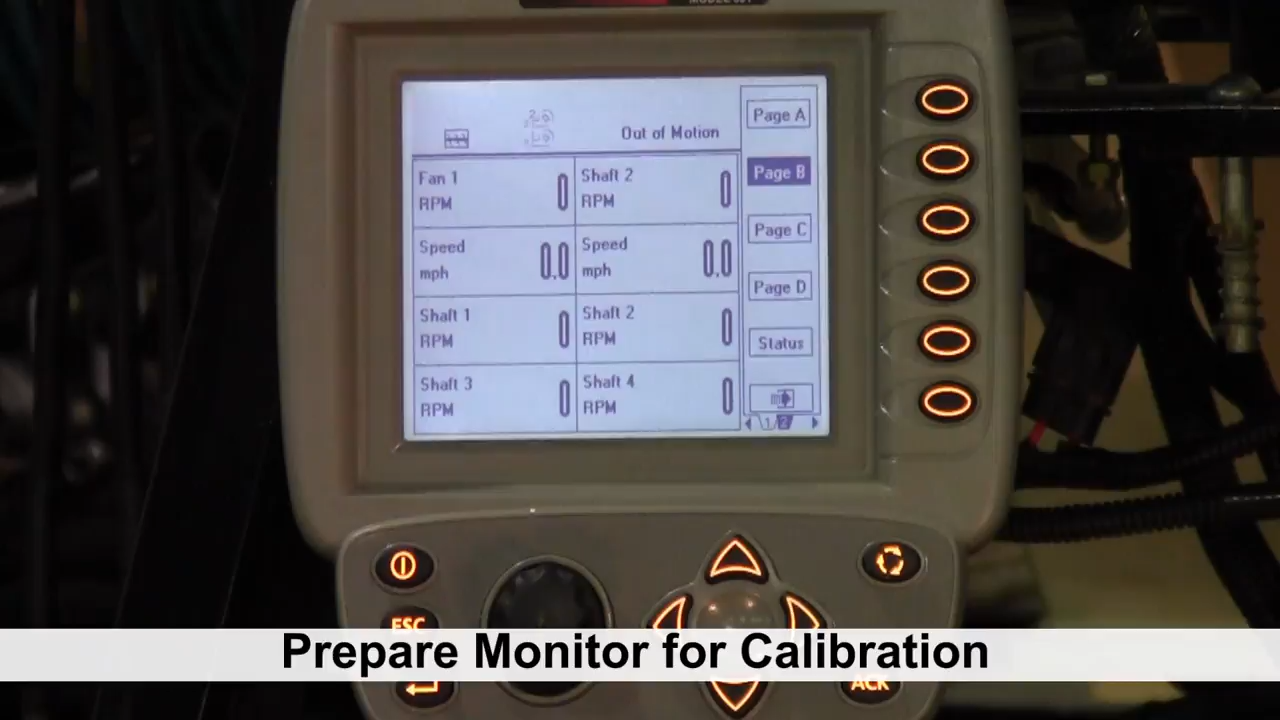 Out of Motion
Page A
Fan 1
RPM
0
Shaft 2
RPM
0
Page B
Speed
mph
0.0
Speed
mph
0.0
Page C
Shaft 1
RPM
0
Shaft 2
RPM
0
Page D
Shaft 3
RPM
0
Shaft 4
RPM
0
Status
1/2
ESC
ACK
Prepare Monitor for Calibration